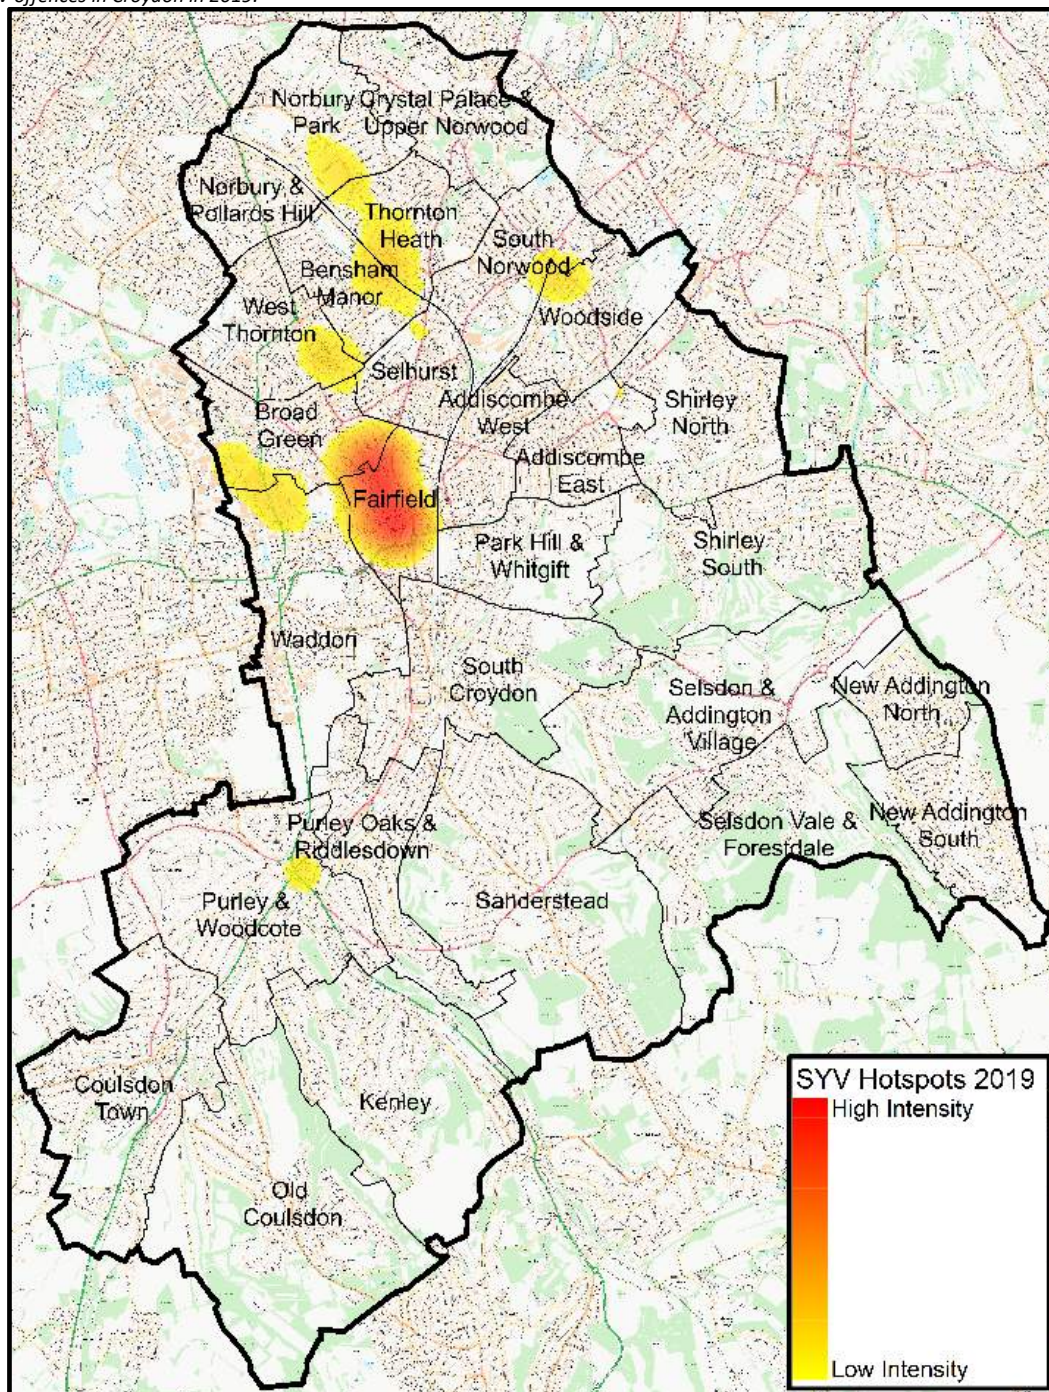 offences in Croydon in 2019.
Norbury
Park
Crystal Palace &
Upper Norwood
Norbury &
Pollards Hill
Thornton
Heath
South
Norwood
Bensham
Manor
West
Thornton
Woodside
Selhurst
Addiscombe
West
Shirley
North
Broad
Green
Addiscombe
East
Fairfield
Park Hill &
Whitgift
Shirley
South
Waddon
South
Croydon
Selsdon &
Addington
Village
New Addington
North
Purley Oaks &
Riddlesdown
Selsdon Vale &
Forestdale
New Addington
South
Sanderstead
Purley &
Woodcote
Coulsdon
Town
Kenley
Old
Coulsdon
SYV Hotspots 2019
High Intensity
Low Intensity